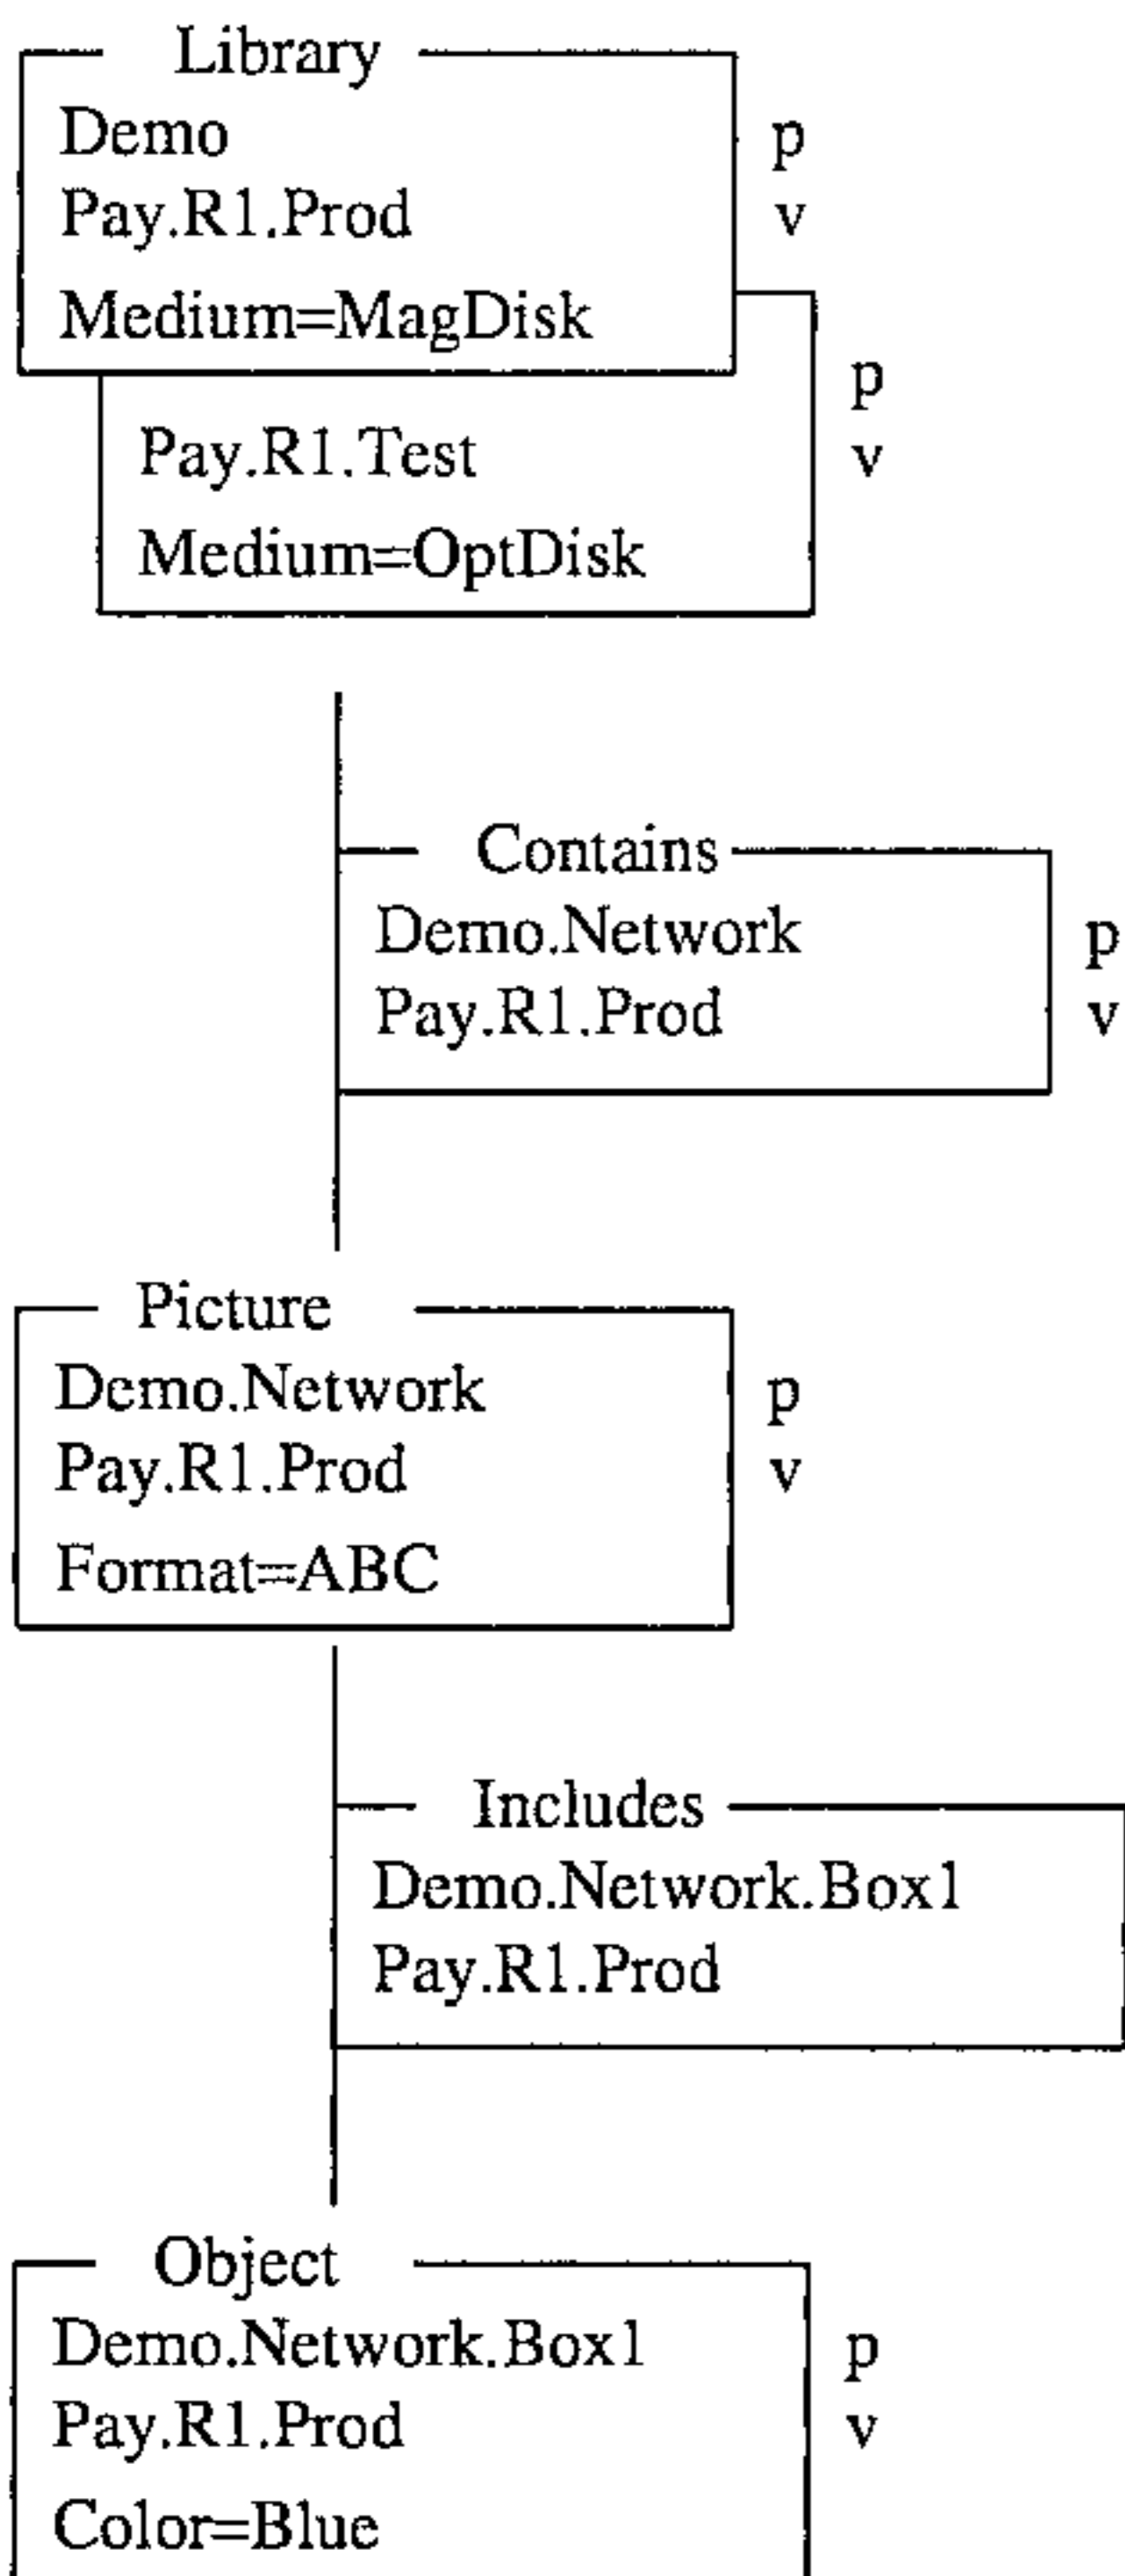 Library
Demo p
Pay.R1.Prod v
Medium=MagDisk
p
Pay.R1.Test v
Medium=OptDisk
Contains
Demo.Network p
Pay.R1.Prod v
Picture
Demo.Network p
Pay.R1.Prod v
Format=ABC
Includes
Demo.Network.Box1
Pay.R1.Prod
Object
Demo.Network.Box1 p
Pay.R1.Prod v
Color=Blue